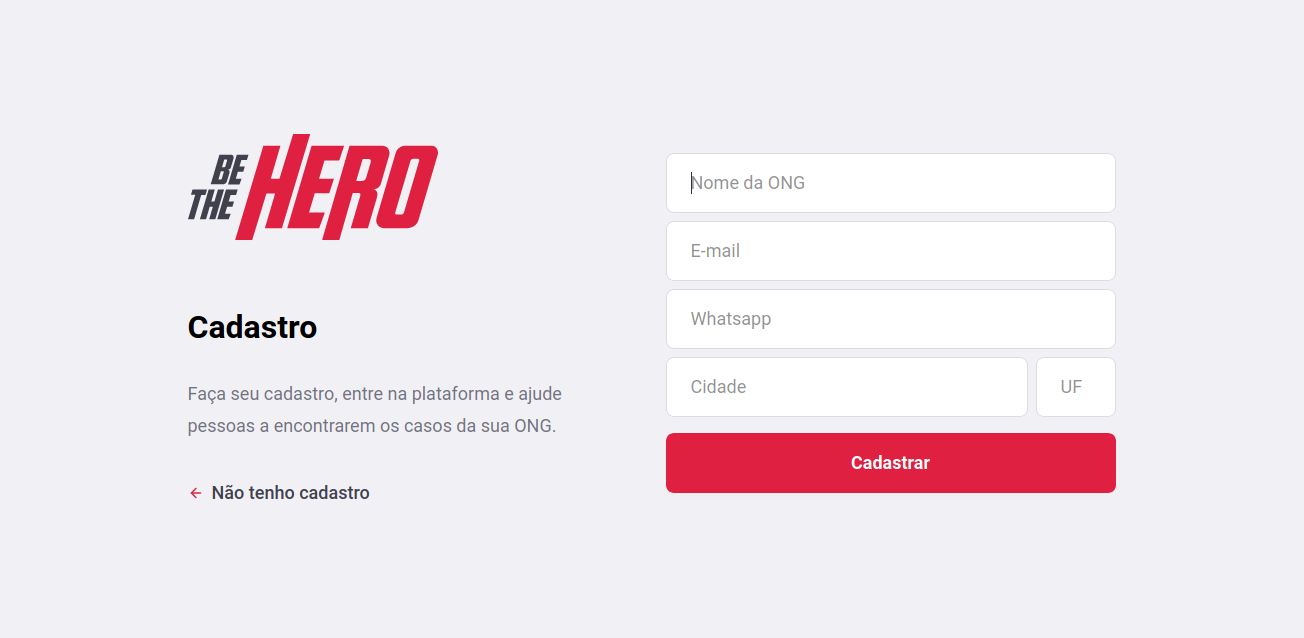 BE
THE
HERO
Cadastro
Faça seu cadastro, entre na plataforma e ajude
pessoas a encontrarem os casos da sua ONG.
Não tenho cadastro
Nome da ONG
E-mail
Whatsapp
Cidade
UF
Cadastrar